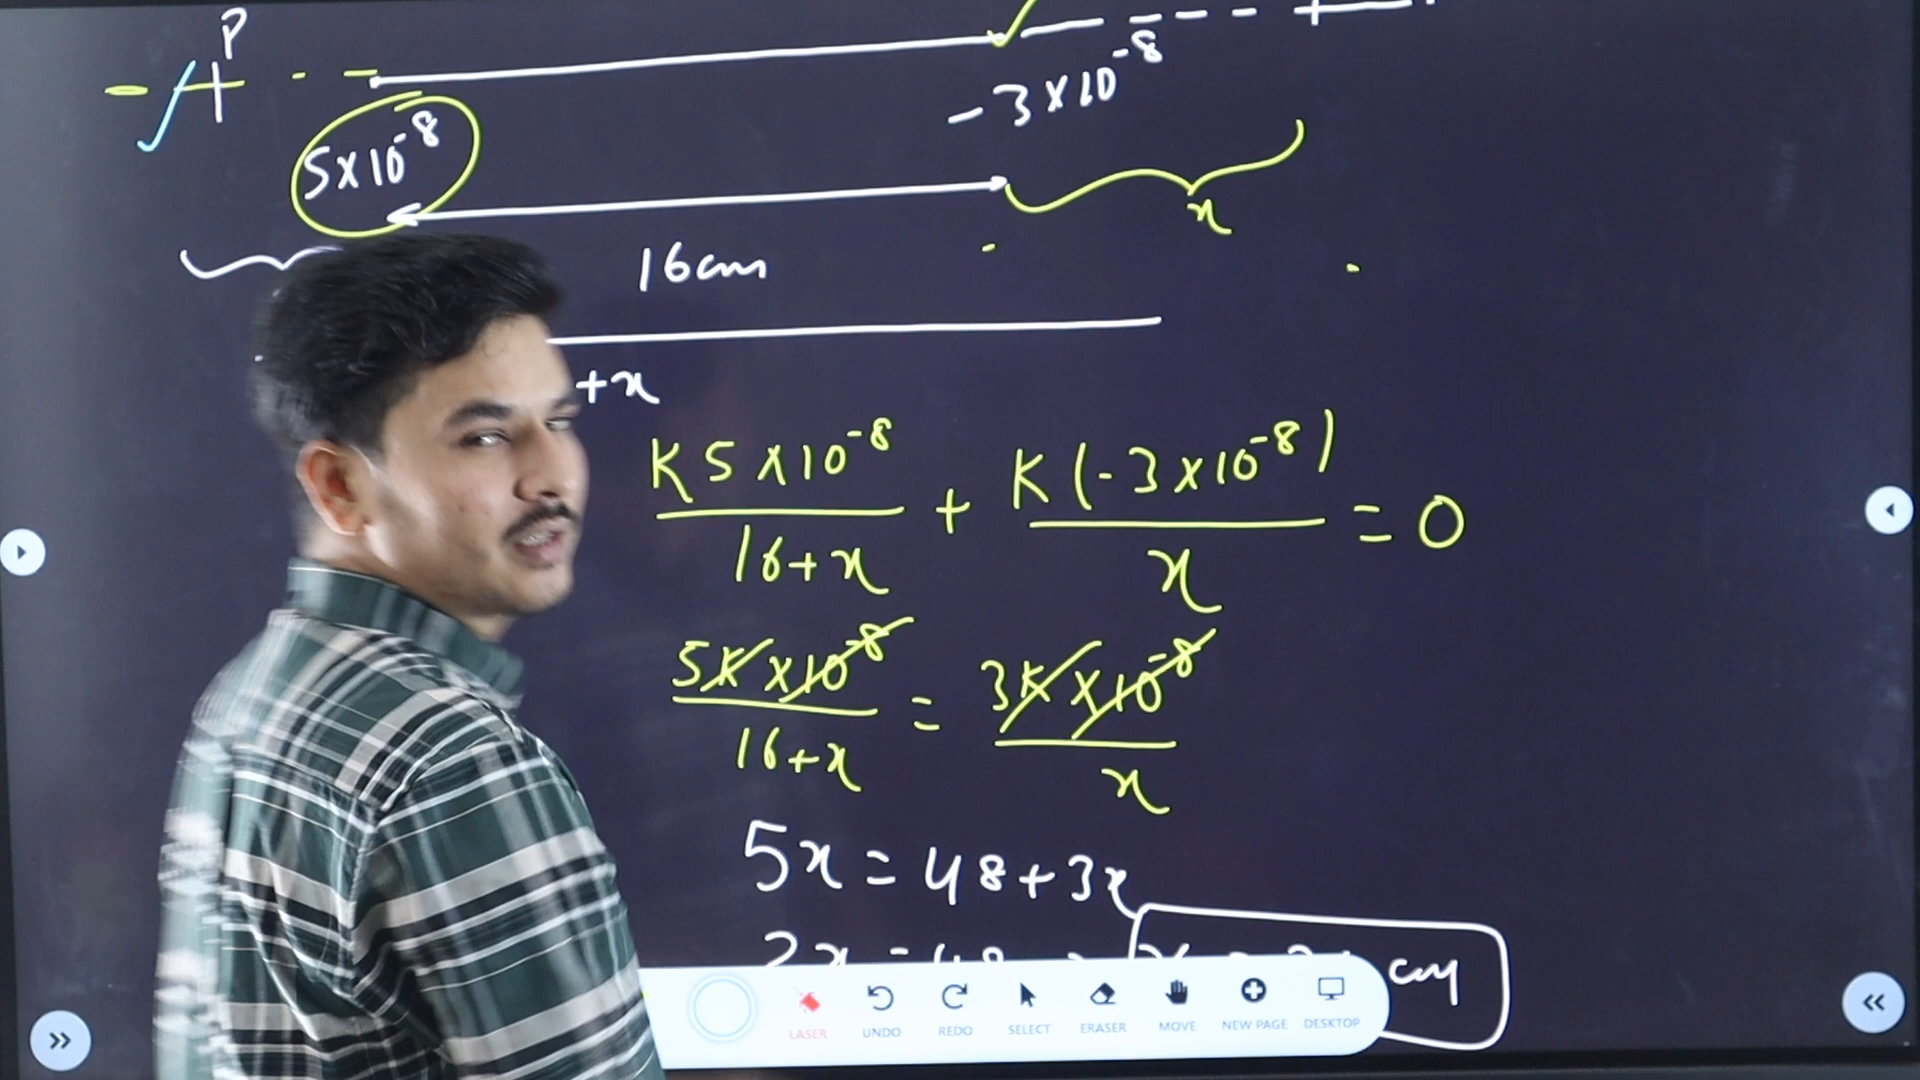 P
-3×10⁻⁸
5×10⁻⁸
x
16cm
+x
K5×10⁻⁸/16+x + K(-3×10⁻⁸)/x = 0
5K×10⁻⁸/16+x = 3K×10⁻⁸/x
5x = 48+3x
cm
LASER UNDO REDO SELECT ERASER MOVE NEW PAGE DESKTOP